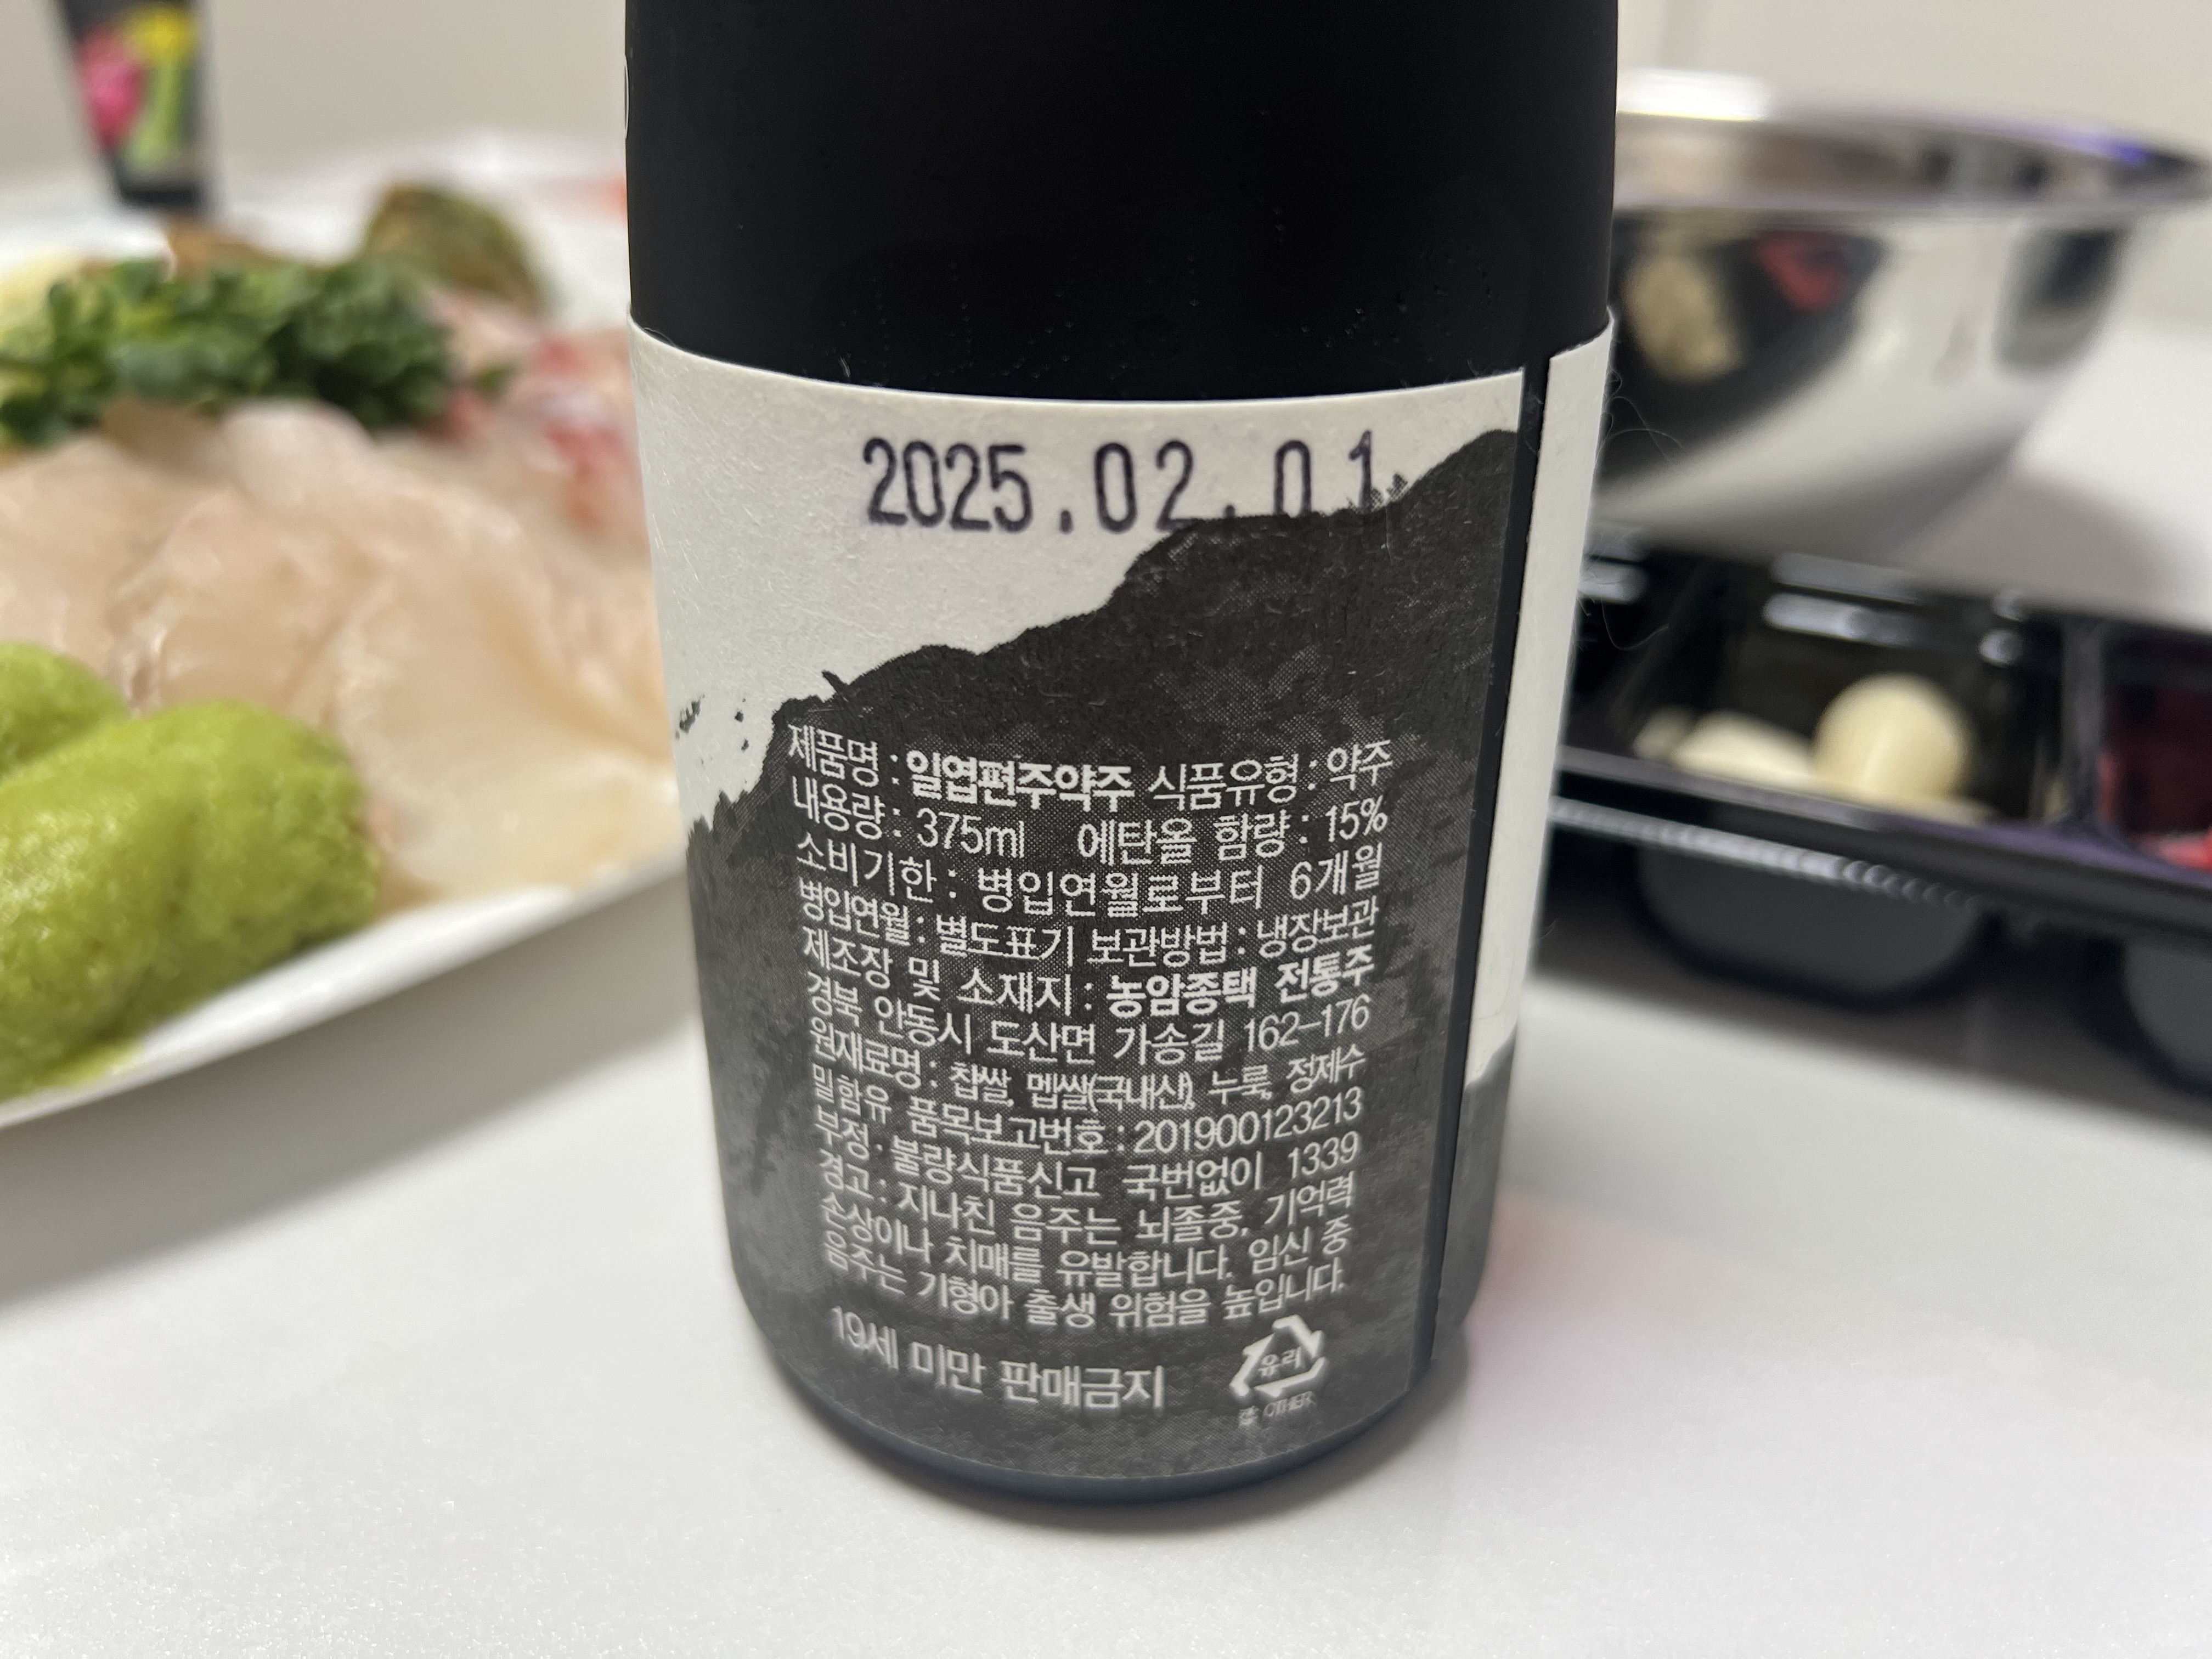 2025.02.01
제품명 : 일엽편주약주 식품유형 : 약주
내용량 : 375ml 에탄올 함량 : 15%
소비기한 : 병입연월로부터 6개월
병입연월 : 별도표기 보관방법 : 냉장보관
제조장 및 소재지 : 농암종택 전통주
경북 안동시 도산면 가송길 162-176
원재료명 : 찹쌀, 멥쌀(국내산), 누룩, 정제수
밀함유 품목보고번호 : 201900123213
부정·불량식품신고 국번없이 1339
경고 : 지나친 음주는 뇌졸중, 기억력
손상이나 치매를 유발합니다. 임신 중
음주는 기형아 출생 위험을 높입니다.
19세 미만 판매금지
유리
OTHER